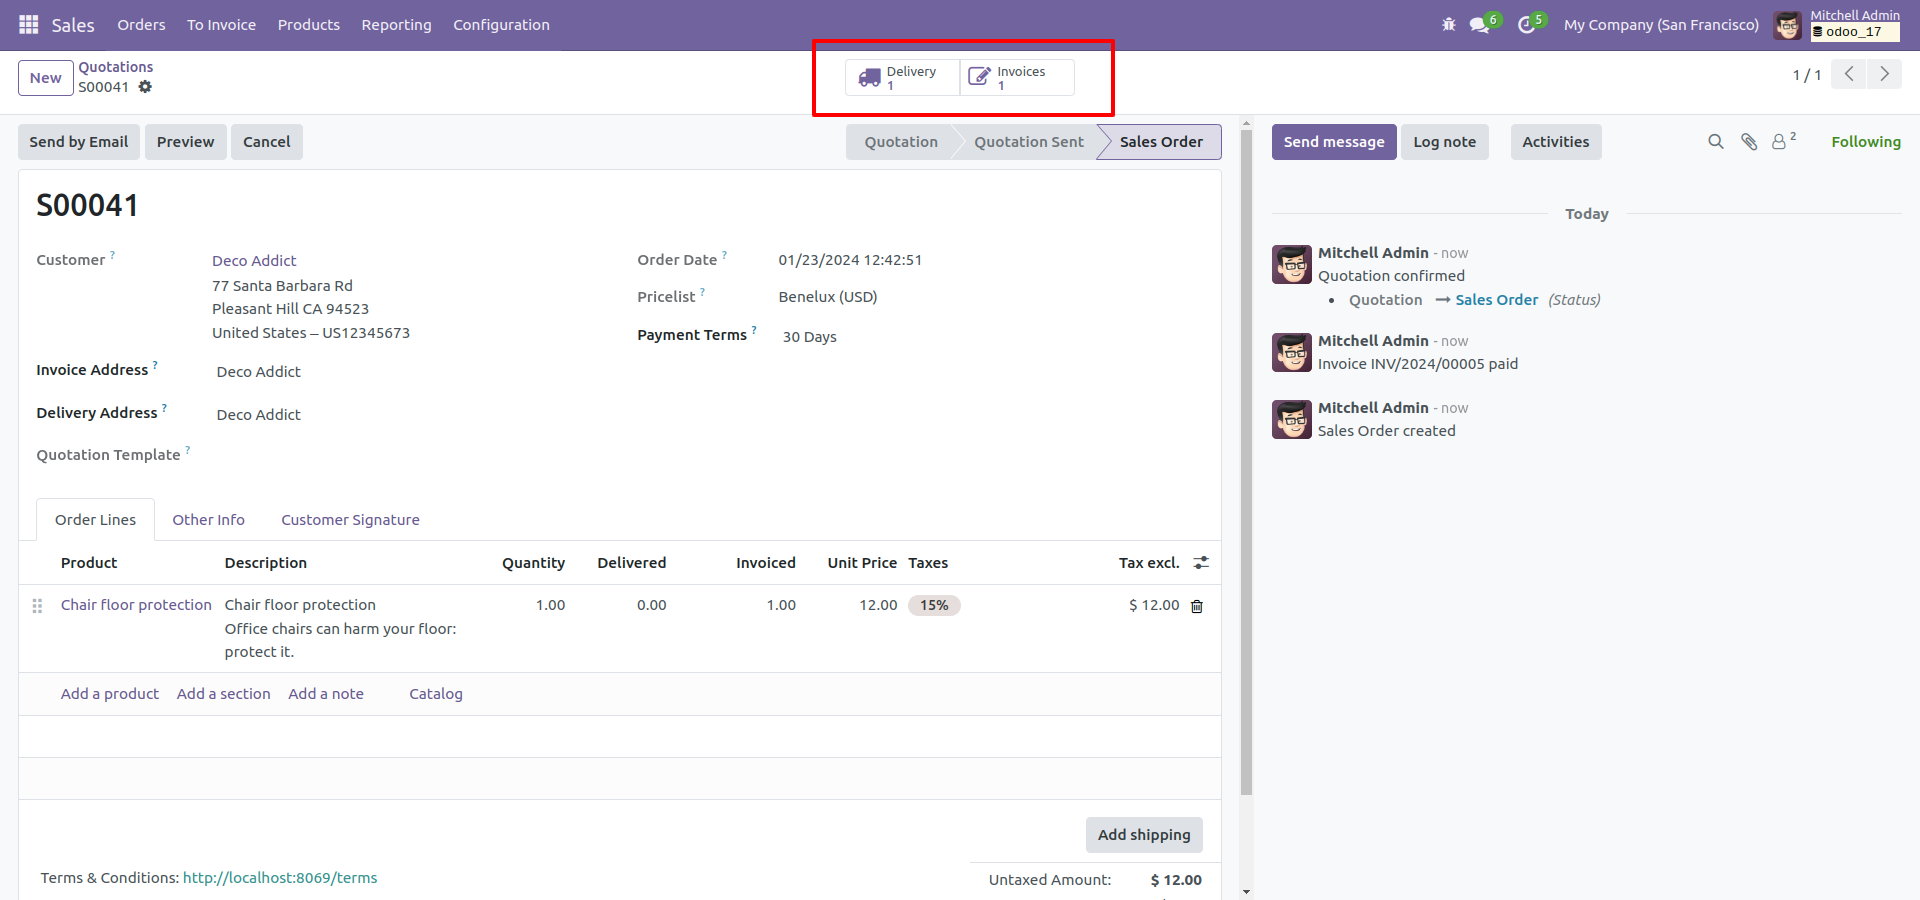 Sales Orders To Invoice Products Reporting Configuration 6 5 My Company (San Francisco) Mitchell Admin
odoo_17
New Quotations
S00041
Delivery
1
Invoices
1
1 / 1
Send by Email Preview Cancel Quotation Quotation Sent Sales Order
Send message Log note Activities 2 Following
S00041
Customer ? Deco Addict
77 Santa Barbara Rd
Pleasant Hill CA 94523
United States – US12345673
Invoice Address ? Deco Addict
Delivery Address ? Deco Addict
Quotation Template ?
Order Date ? 01/23/2024 12:42:51
Pricelist ? Benelux (USD)
Payment Terms ? 30 Days
Order Lines Other Info Customer Signature
Product Description Quantity Delivered Invoiced Unit Price Taxes Tax excl.
Chair floor protection Chair floor protection 1.00 0.00 1.00 12.00 15% $ 12.00
Office chairs can harm your floor:
protect it.
Add a product Add a section Add a note Catalog
Add shipping
Terms & Conditions: http://localhost:8069/terms
Untaxed Amount: $ 12.00
Today
Mitchell Admin - now
Quotation confirmed
• Quotation → Sales Order (Status)
Mitchell Admin - now
Invoice INV/2024/00005 paid
Mitchell Admin - now
Sales Order created